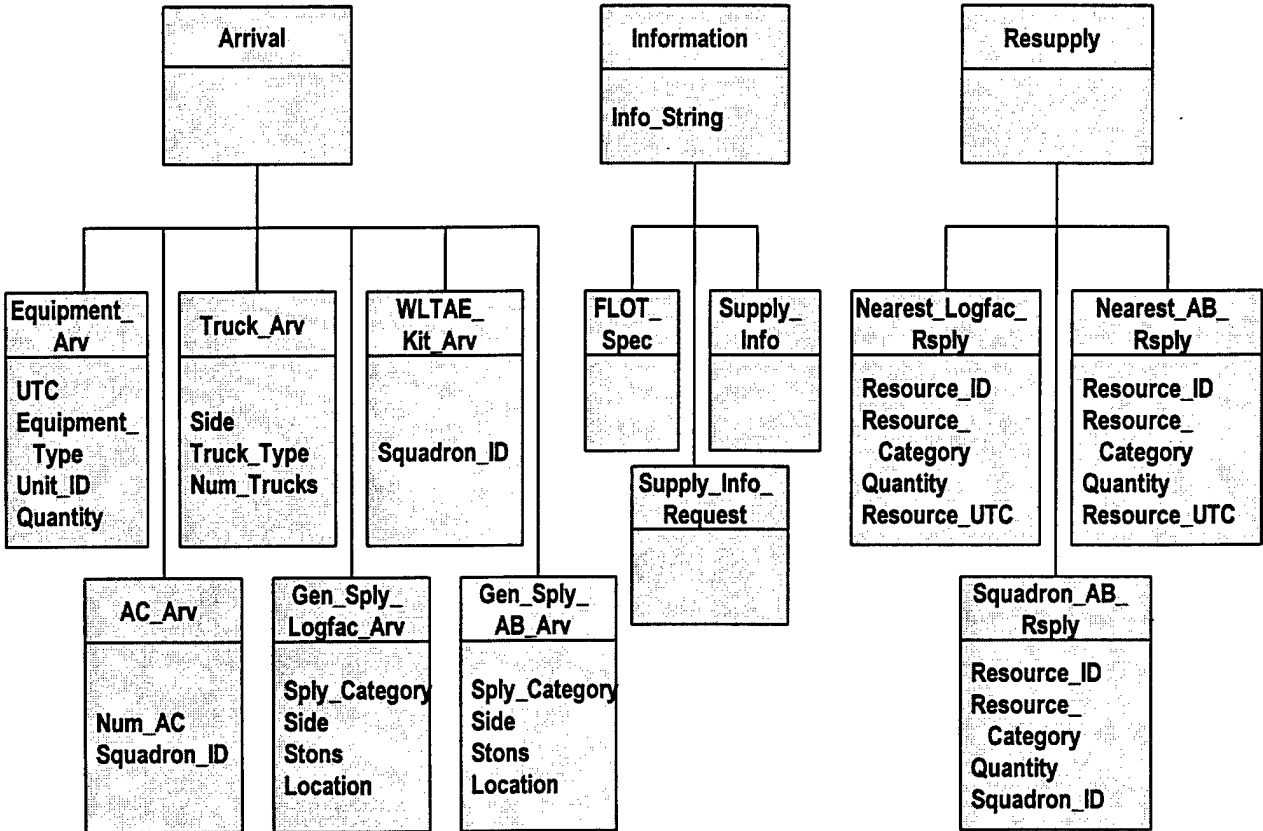 Arrival
Information
Info_String
Resupply
Equipment_
Arv
UTC
Equipment_
Type
Unit_ID
Quantity
Truck_Arv
Side
Truck_Type
Num_Trucks
WLTAE_
Kit_Arv
Squadron_ID
FLOT_
Spec
Supply_
Info
Nearest_Logfac_
Rsply
Resource_ID
Resource_
Category
Quantity
Resource_UTC
Nearest_AB_
Rsply
Resource_ID
Resource_
Category
Quantity
Resource_UTC
Supply_Info_
Request
AC_Arv
Num_AC
Squadron_ID
Gen_Sply_
Logfac_Arv
Sply_Category
Side
Stons
Location
Gen_Sply_
AB_Arv
Sply_Category
Side
Stons
Location
Squadron_AB_
Rsply
Resource_ID
Resource_
Category
Quantity
Squadron_ID